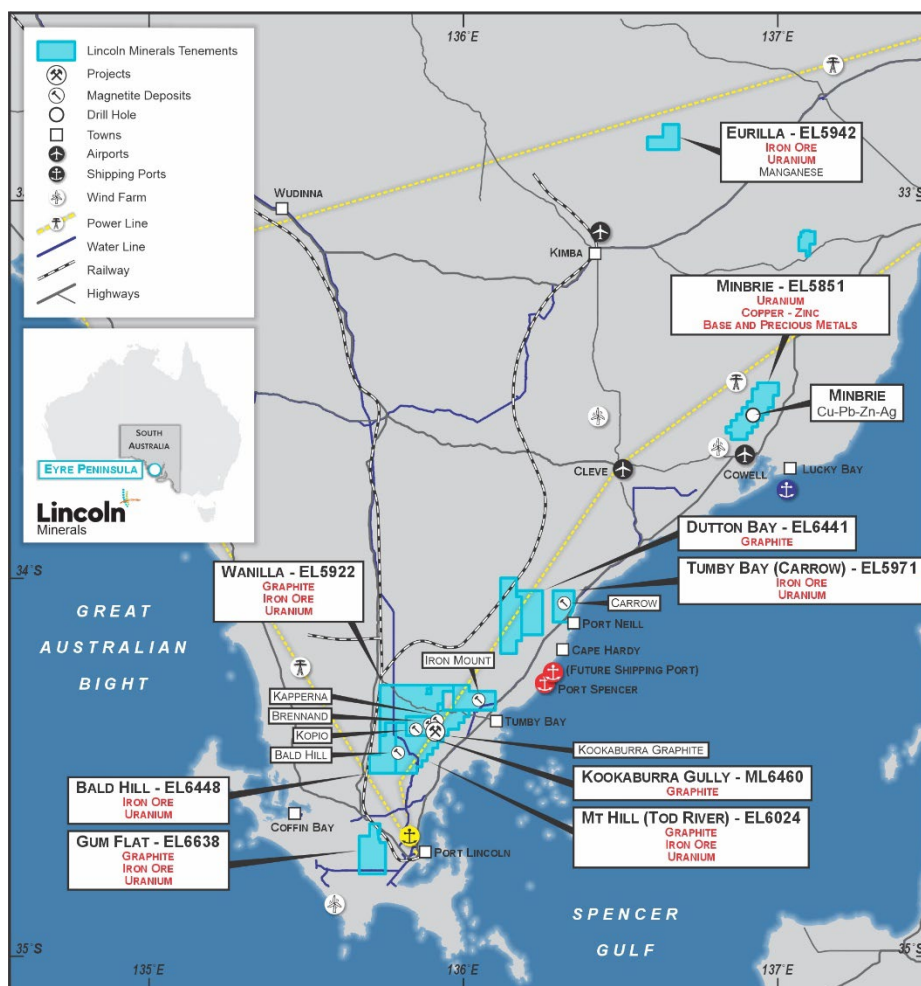 136°E
137°E
Lincoln Minerals Tenements
Projects
Magnetite Deposits
Drill Hole
Towns
Airports
Shipping Ports
Wind Farm
Power Line
Water Line
Railway
Highways
SOUTH
AUSTRALIA
EYRE PENINSULA
Lincoln
Minerals
EURILLA - EL5942
IRON ORE
URANIUM
MANGANESE
33°
33°S
WUDINNA
KIMBA
MINBRIE - EL5851
URANIUM
COPPER - ZINC
BASE AND PRECIOUS METALS
MINBRIE
Cu-Pb-Zn-Ag
CLEVE
COWELL
LUCKY BAY
DUTTON BAY - EL6441
GRAPHITE
WANILLA - EL5922
GRAPHITE
IRON ORE
URANIUM
TUMBY BAY (CARROW) - EL5971
IRON ORE
URANIUM
34°S
34°S
GREAT
AUSTRALIAN
BIGHT
CARROW
PORT NEILL
CAPE HARDY
(FUTURE SHIPPING PORT)
PORT SPENCER
IRON MOUNT
KAPPERNA
BRENNAND
KOPIO
BALD HILL
TUMBY BAY
KOOKABURRA GRAPHITE
KOOKABURRA GULLY - ML6460
GRAPHITE
BALD HILL - EL6448
IRON ORE
URANIUM
MT HILL (TOD RIVER) - EL6024
GRAPHITE
IRON ORE
URANIUM
COFFIN BAY
GUM FLAT - EL6638
GRAPHITE
IRON ORE
URANIUM
PORT LINCOLN
SPENCER
GULF
35°S
35°S
135°E
136°E
137°E